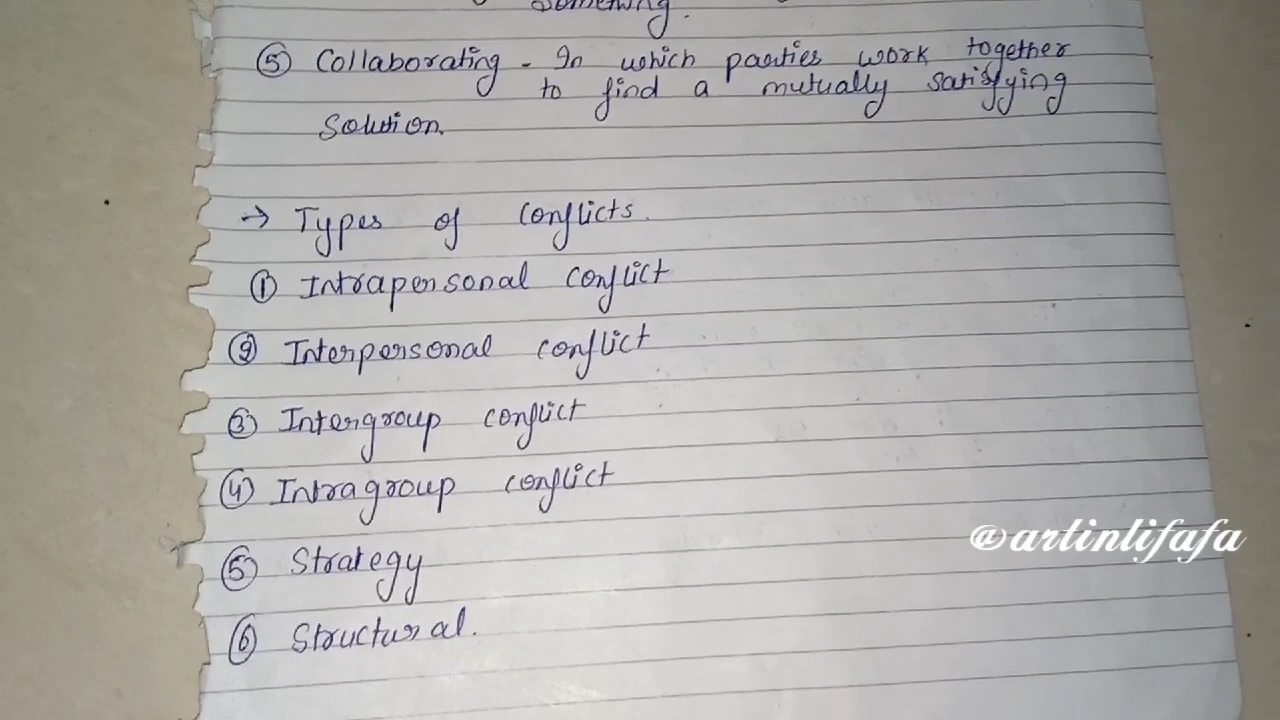 something.
⑤ Collaborating - In which parties work together
to find a mutually satisfying
solution.
→ Types of conflicts.
① Intrapersonal conflict
② Interpersonal conflict
③ Intergroup conflict
④ Intragroup conflict
⑤ Strategy
⑥ Structural.
@artinlifafa